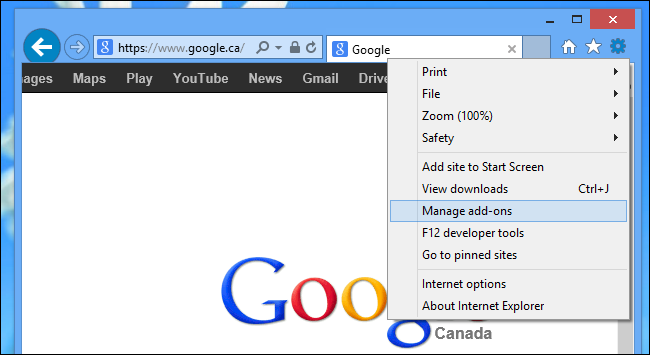 https://www.google.ca/
Google
ages Maps Play YouTube News Gmail Drive
Print
File
Zoom (100%)
Safety
Add site to Start Screen
View downloads Ctrl+J
Manage add-ons
F12 developer tools
Go to pinned sites
Internet options
About Internet Explorer
Goog
Canada